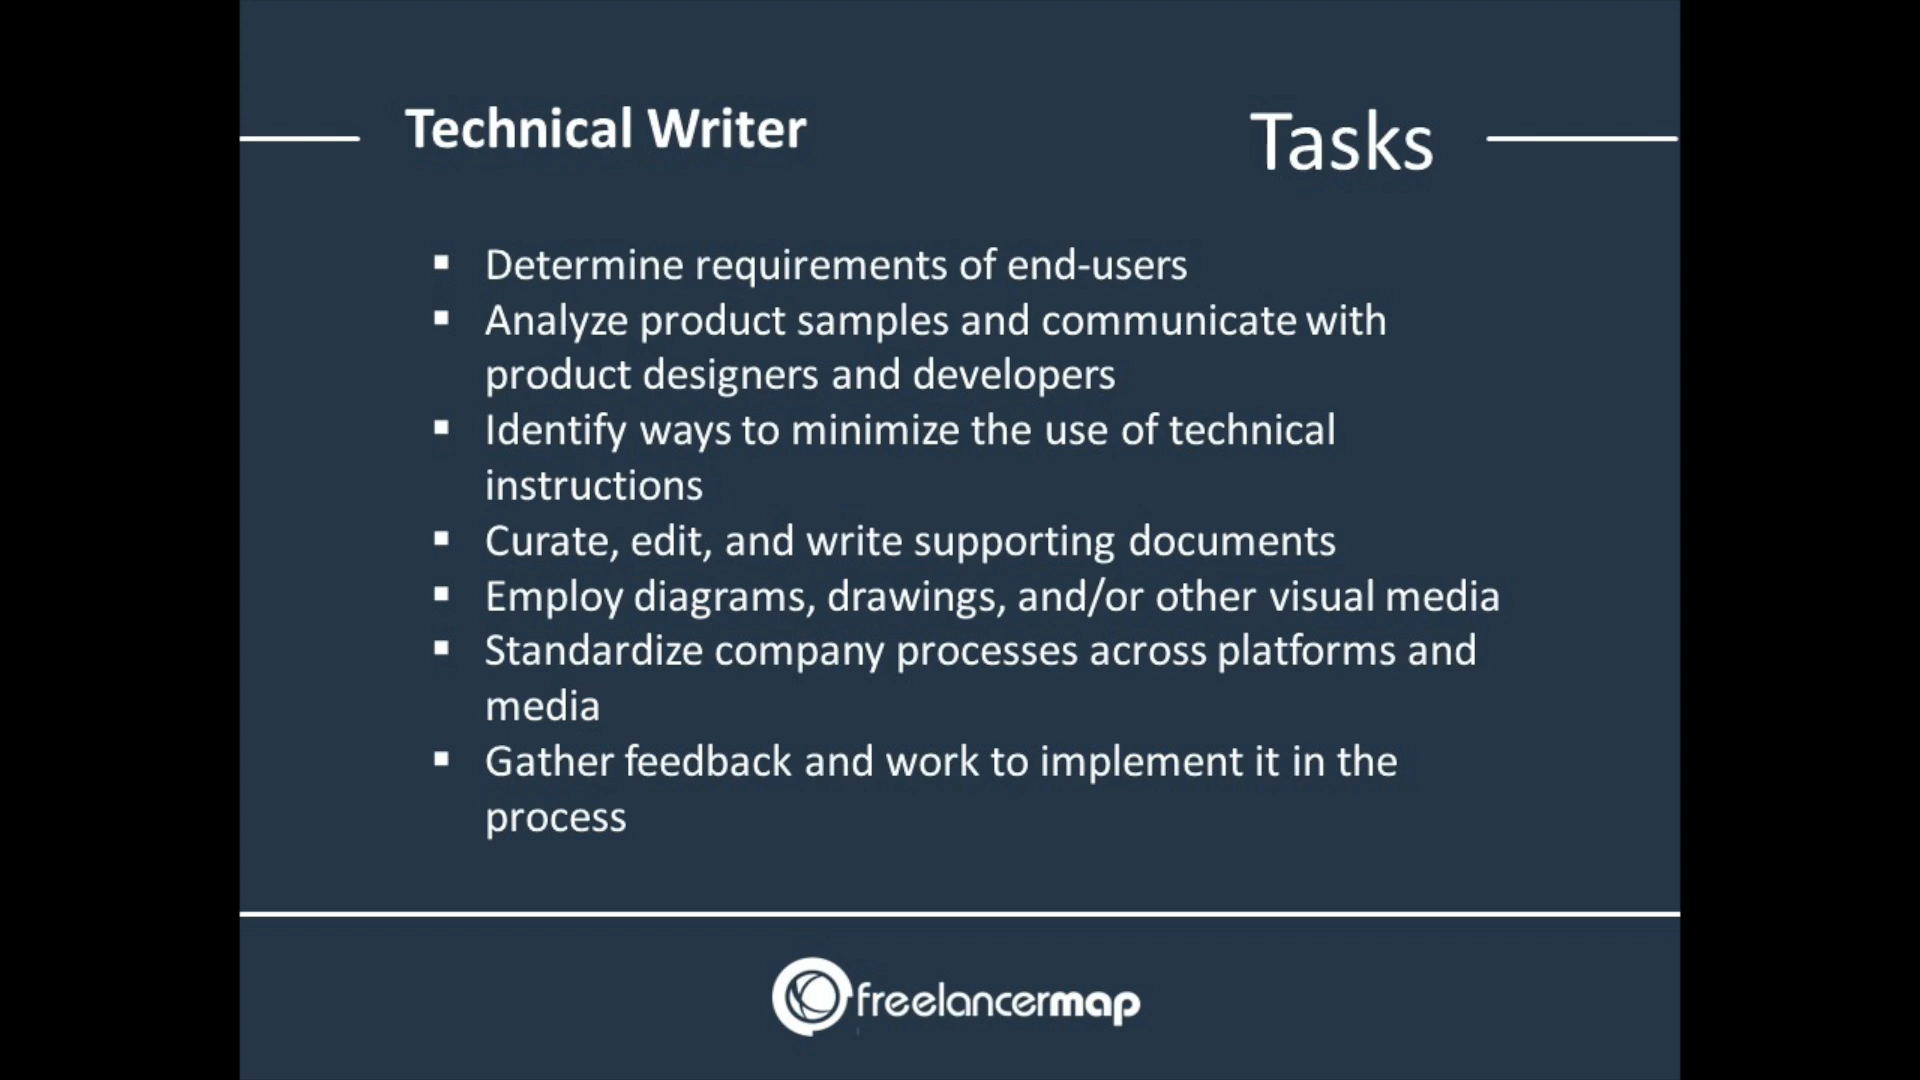 Technical Writer
Tasks
▪ Determine requirements of end-users
▪ Analyze product samples and communicate with
product designers and developers
▪ Identify ways to minimize the use of technical
instructions
▪ Curate, edit, and write supporting documents
▪ Employ diagrams, drawings, and/or other visual media
▪ Standardize company processes across platforms and
media
▪ Gather feedback and work to implement it in the
process
freelancermap